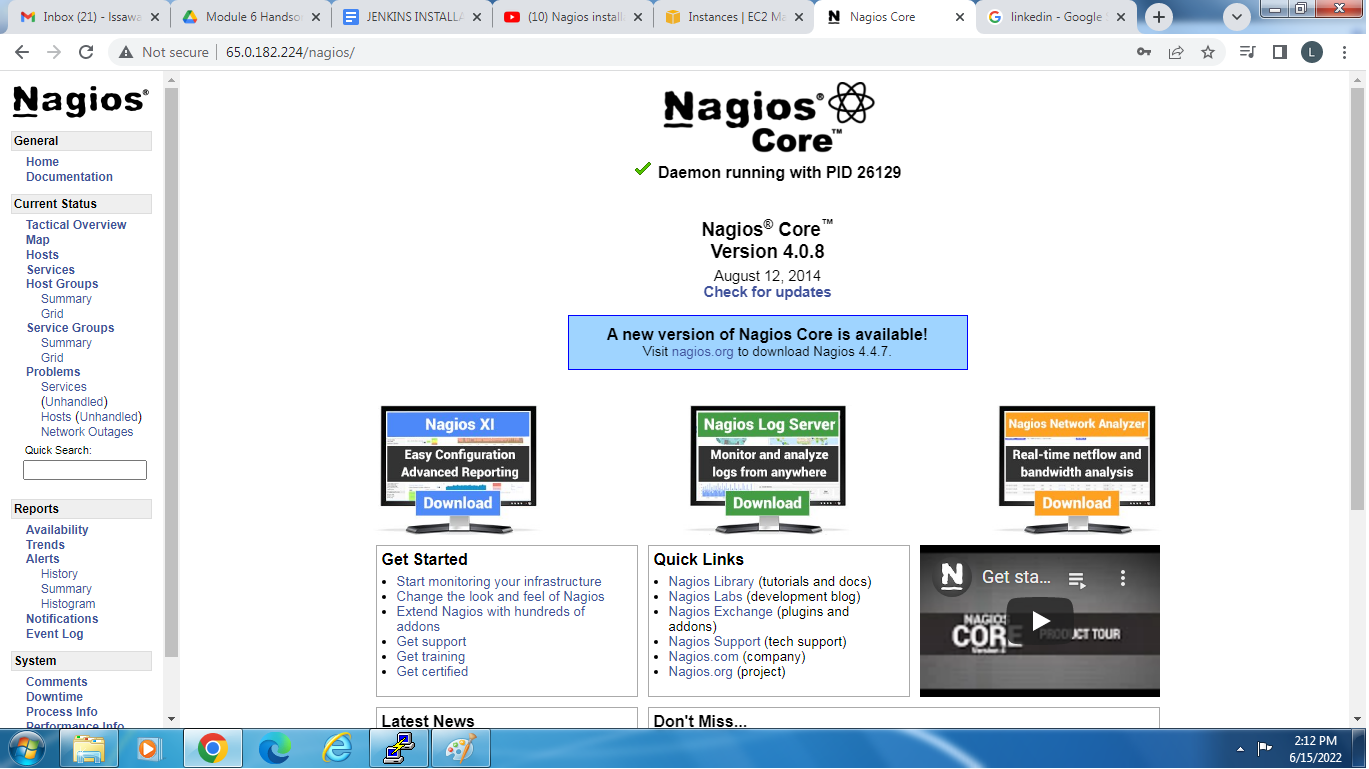 Inbox (21) - Issawa
Module 6 Handso
JENKINS INSTALLA
(10) Nagios install
Instances | EC2 Ma
Nagios Core
linkedin - Google
Not secure
65.0.182.224/nagios/
L
Nagios®
General
Home
Documentation
Current Status
Tactical Overview
Map
Hosts
Services
Host Groups
Summary
Grid
Service Groups
Summary
Grid
Problems
Services
(Unhandled)
Hosts (Unhandled)
Network Outages
Quick Search:
Reports
Availability
Trends
Alerts
History
Summary
Histogram
Notifications
Event Log
System
Comments
Downtime
Process Info
Performance Info
Nagios®
Core™
Daemon running with PID 26129
Nagios® Core™
Version 4.0.8
August 12, 2014
Check for updates
A new version of Nagios Core is available!
Visit nagios.org to download Nagios 4.4.7.
Nagios XI
Easy Configuration
Advanced Reporting
Download
Nagios Log Server
Monitor and analyze
logs from anywhere
Download
Nagios Network Analyzer
Real-time netflow and
bandwidth analysis
Download
Get Started
• Start monitoring your infrastructure
• Change the look and feel of Nagios
• Extend Nagios with hundreds of
addons
• Get support
• Get training
• Get certified
Quick Links
• Nagios Library (tutorials and docs)
• Nagios Labs (development blog)
• Nagios Exchange (plugins and
addons)
• Nagios Support (tech support)
• Nagios.com (company)
• Nagios.org (project)
N
Get sta...
NAGIOS
CORE
PRODUCT TOUR
Latest News
Don't Miss...
2:12 PM
6/15/2022